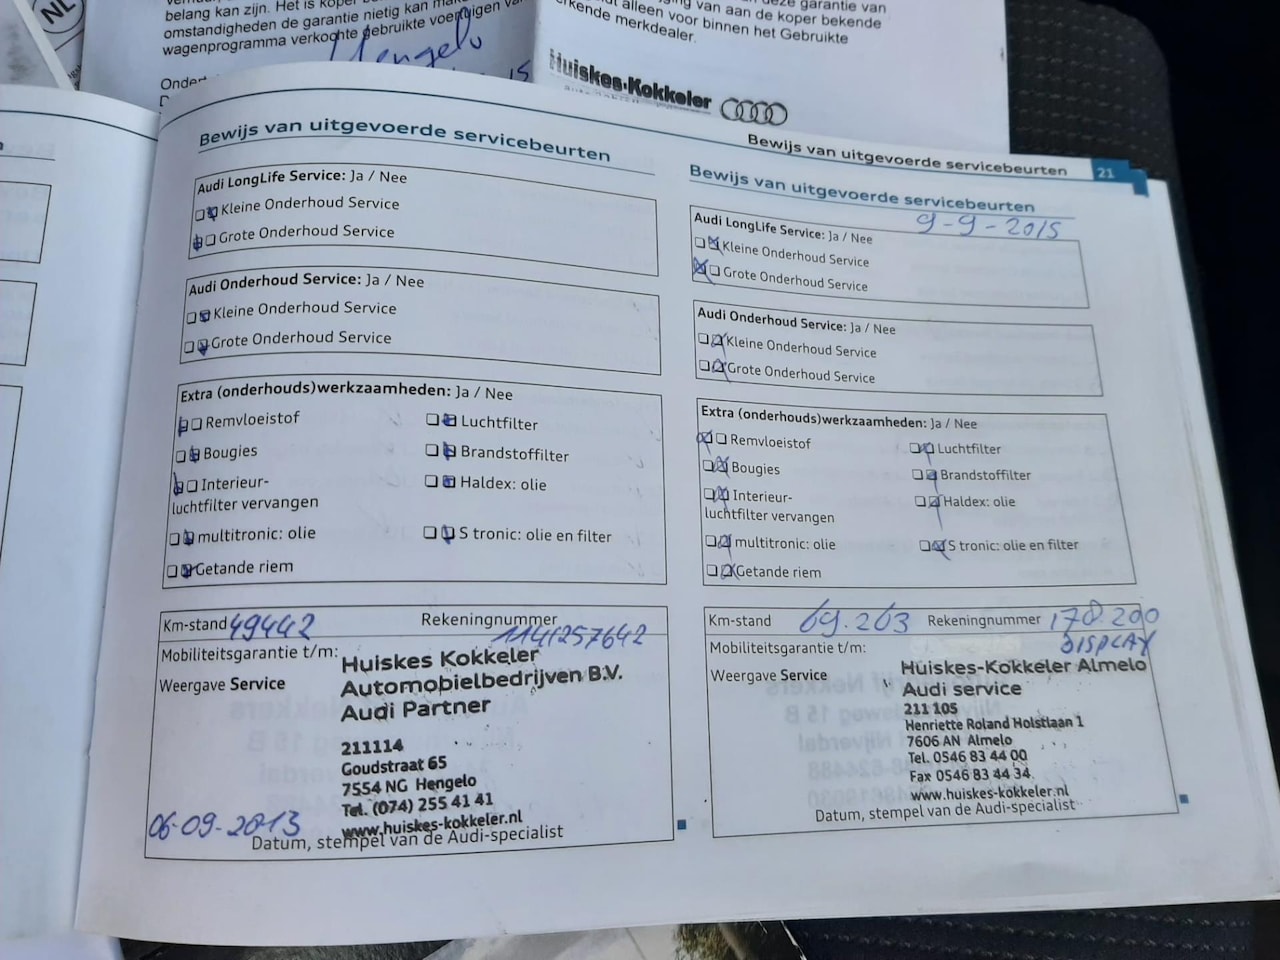 belang kan zijn. Het is
omstandigheden de garantie nietig kan
wagenprogramma verkochte gebruikte voertuigen
Hengelo
deze garantie van
van aan de koper bekende
alleen voor binnen het Gebruikte
merkdealer.
Huiskes-Kokkeler
NL
Bewijs van uitgevoerde servicebeurten
Audi LongLife Service: Ja / Nee
Kleine Onderhoud Service
Grote Onderhoud Service
Audi Onderhoud Service: Ja / Nee
Kleine Onderhoud Service
Grote Onderhoud Service
Extra (onderhouds)werkzaamheden: Ja / Nee
Remvloeistof
Luchtfilter
Bougies
Brandstoffilter
Interieur-
luchtfilter vervangen
Haldex: olie
multitronic: olie
S tronic: olie en filter
Getande riem
Km-stand 49442
Rekeningnummer
1141257642
Mobiliteitsgarantie t/m:
Weergave Service
Huiskes Kokkeler
Automobielbedrijven B.V.
Audi Partner
211114
Goudstraat 65
7554 NG Hengelo
Tel. (074) 255 41 41
www.huiskes-kokkeler.nl
06-09-2013
Datum, stempel van de Audi-specialist
Bewijs van uitgevoerde servicebeurten 21
Bewijs van uitgevoerde servicebeurten
9-9-2015
Audi LongLife Service: Ja / Nee
Kleine Onderhoud Service
Grote Onderhoud Service
Audi Onderhoud Service: Ja / Nee
Kleine Onderhoud Service
Grote Onderhoud Service
Extra (onderhouds)werkzaamheden: Ja / Nee
Remvloeistof
Luchtfilter
Bougies
Brandstoffilter
Interieur-
luchtfilter vervangen
Haldex: olie
multitronic: olie
S tronic: olie en filter
Getande riem
Km-stand 69.263
Rekeningnummer 178.200
DISPLAY
Mobiliteitsgarantie t/m:
Weergave Service
Huiskes-Kokkeler Almelo
Audi service
211 105
Henriette Roland Holstlaan 1
7606 AN Almelo
Tel. 0546 83 44 00
Fax 0546 83 44 34
www.huiskes-kokkeler.nl
Datum, stempel van de Audi-specialist